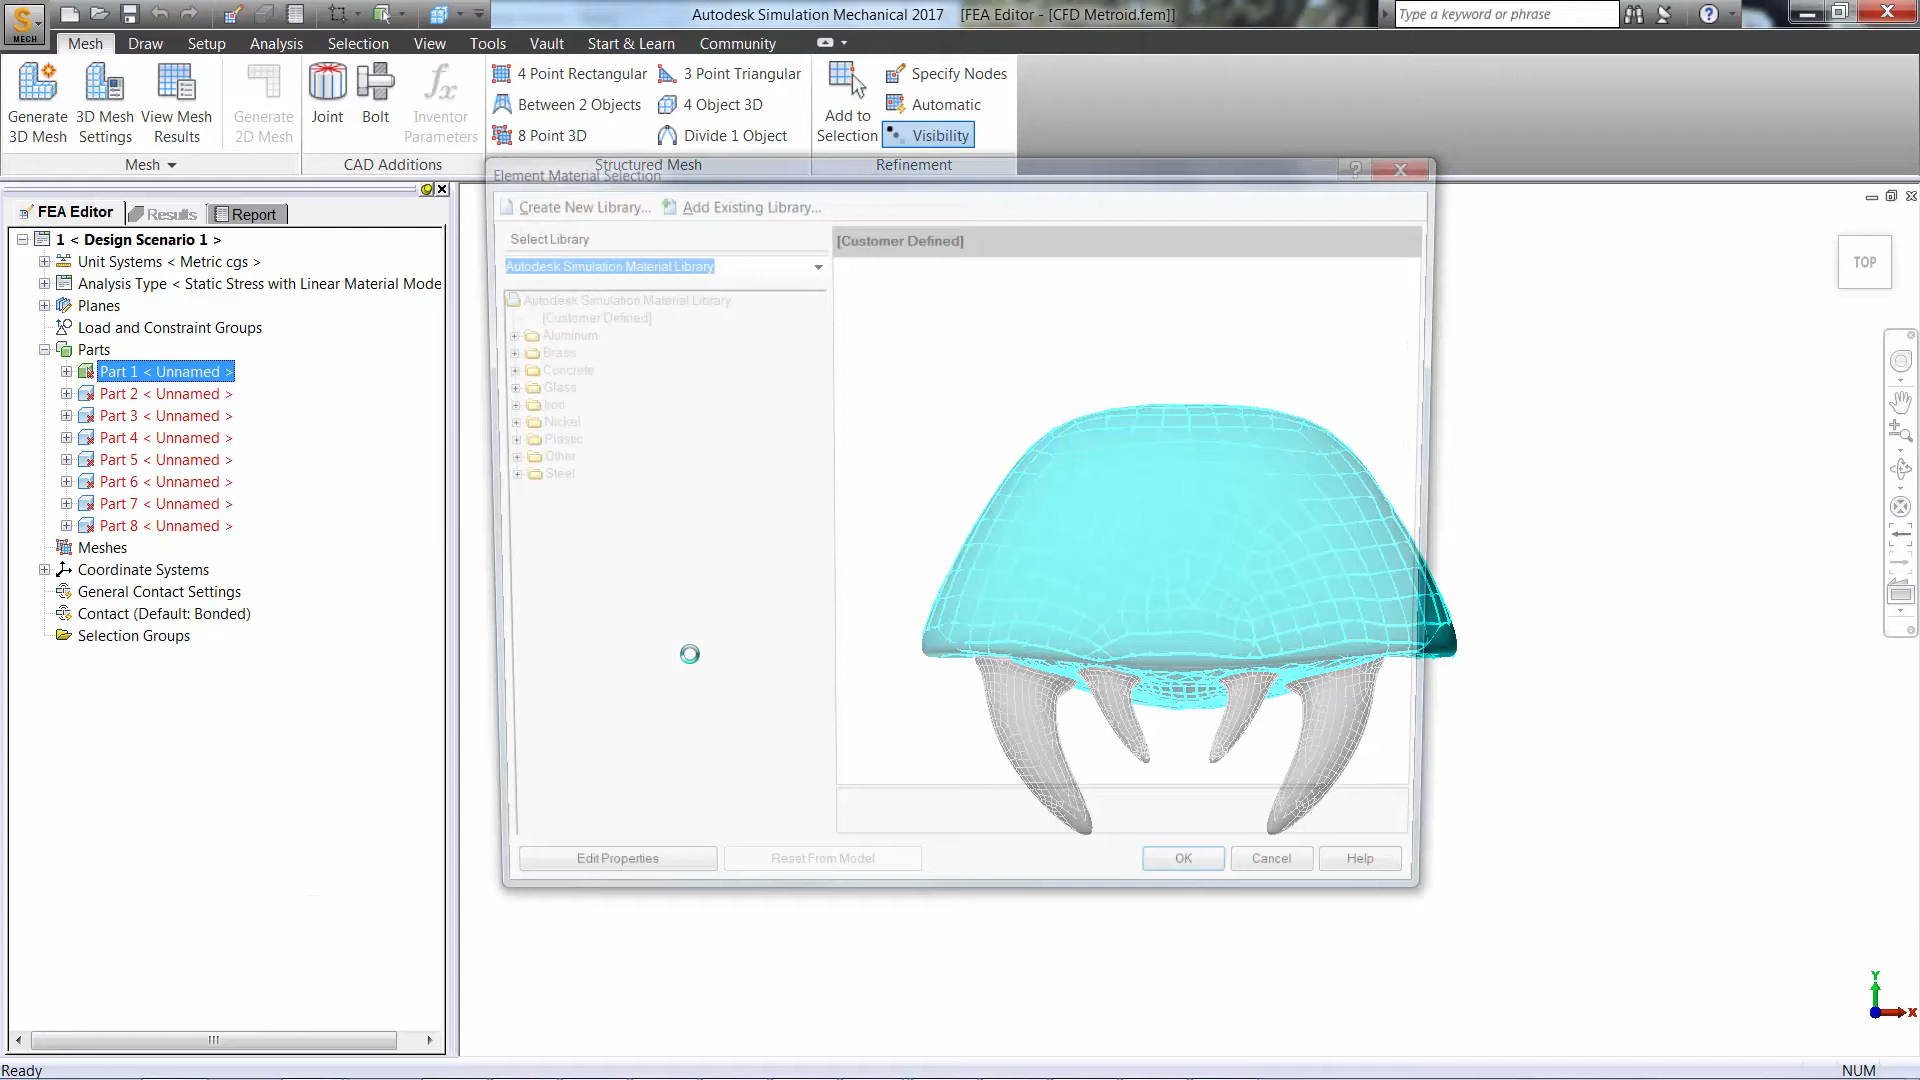 Autodesk Simulation Mechanical 2017 [FEA Editor - [CFD Metroid.fem]]
Type a keyword or phrase
S
MECH
Mesh Draw Setup Analysis Selection View Tools Vault Start & Learn Community
Generate 3D Mesh
3D Mesh Settings
View Mesh Results
Generate 2D Mesh
Joint
Bolt
Inventor Parameters
4 Point Rectangular
3 Point Triangular
Between 2 Objects
4 Object 3D
8 Point 3D
Divide 1 Object
Add to Selection
Specify Nodes
Automatic
Visibility
Mesh
CAD Additions
Structured Mesh
Refinement
FEA Editor Results Report
1 < Design Scenario 1 >
Unit Systems < Metric cgs >
Analysis Type < Static Stress with Linear Material Mode
Planes
Load and Constraint Groups
Parts
Part 1 < Unnamed >
Part 2 < Unnamed >
Part 3 < Unnamed >
Part 4 < Unnamed >
Part 5 < Unnamed >
Part 6 < Unnamed >
Part 7 < Unnamed >
Part 8 < Unnamed >
Meshes
Coordinate Systems
General Contact Settings
Contact (Default: Bonded)
Selection Groups
Element Material Selection
Create New Library... Add Existing Library...
Select Library
Autodesk Simulation Material Library
Autodesk Simulation Material Library
[Customer Defined]
Aluminum
Brass
Concrete
Glass
Iron
Nickel
Plastic
Other
Steel
[Customer Defined]
Edit Properties
Reset From Model
OK
Cancel
Help
TOP
Y
X
Ready
NUM